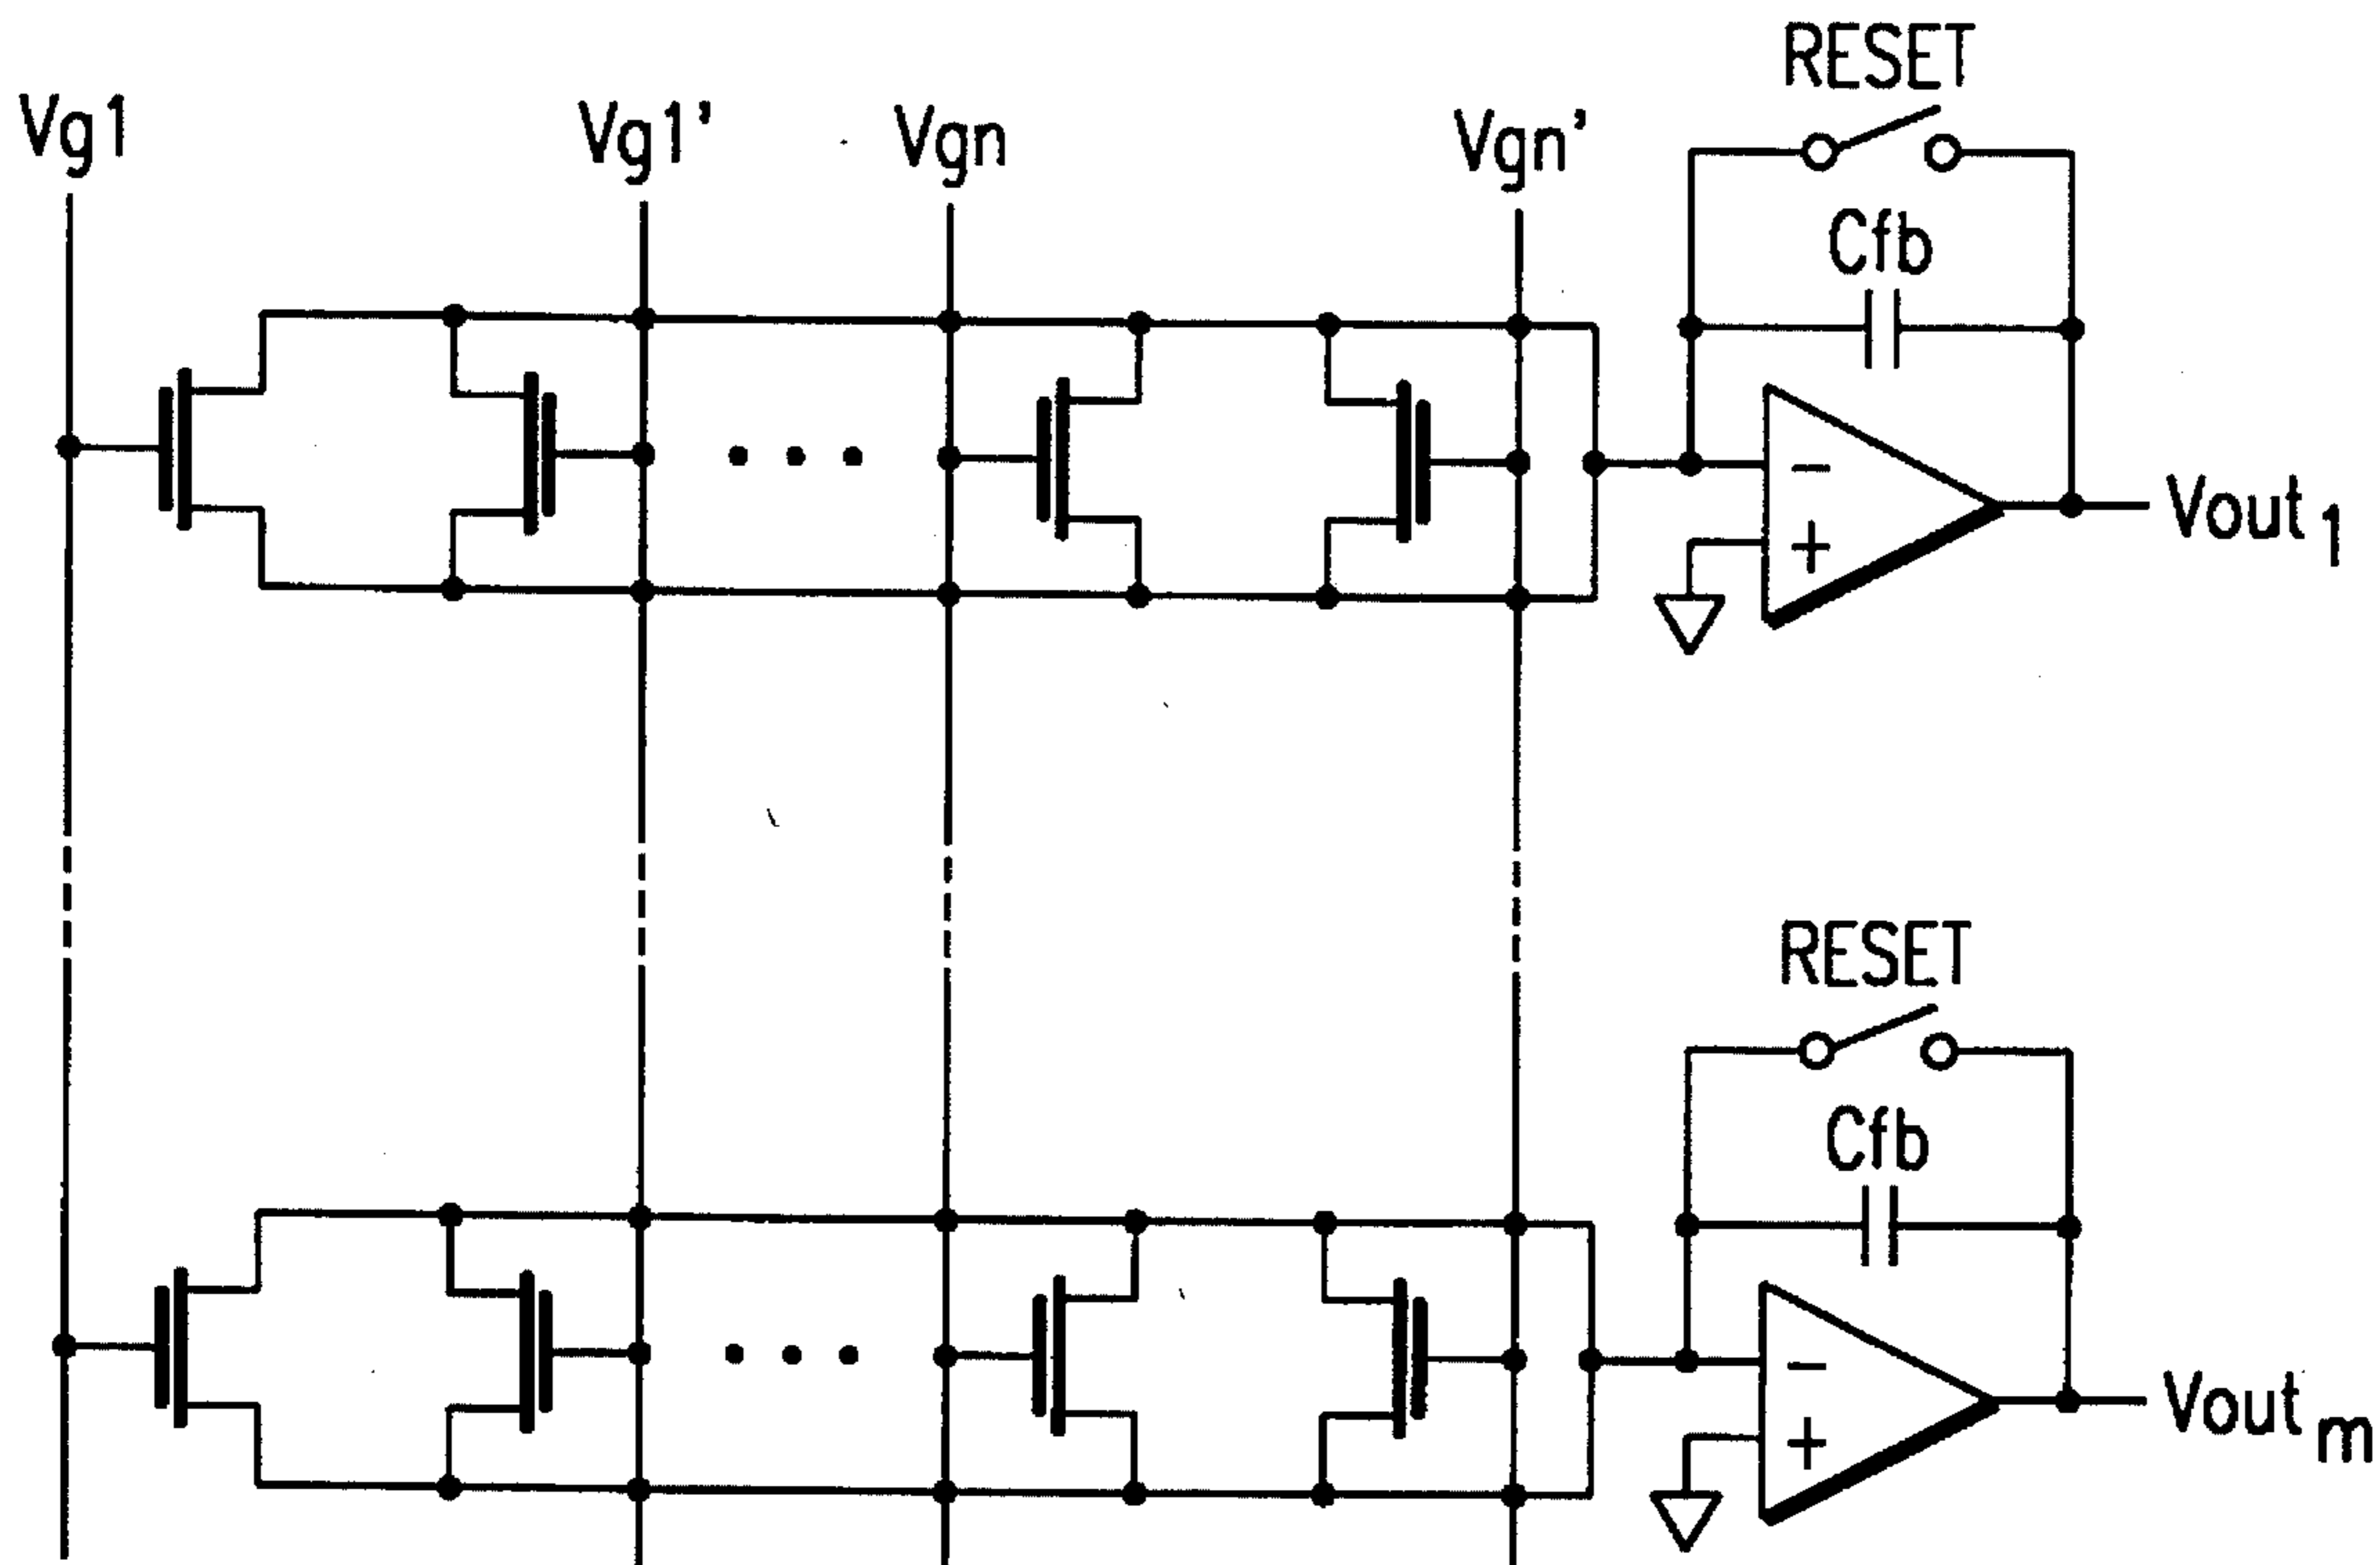 RESET
Vg1
Vg1'
Vgn
Vgn'
Cfb
−
+
Vout1
RESET
Cfb
−
+
Voutm